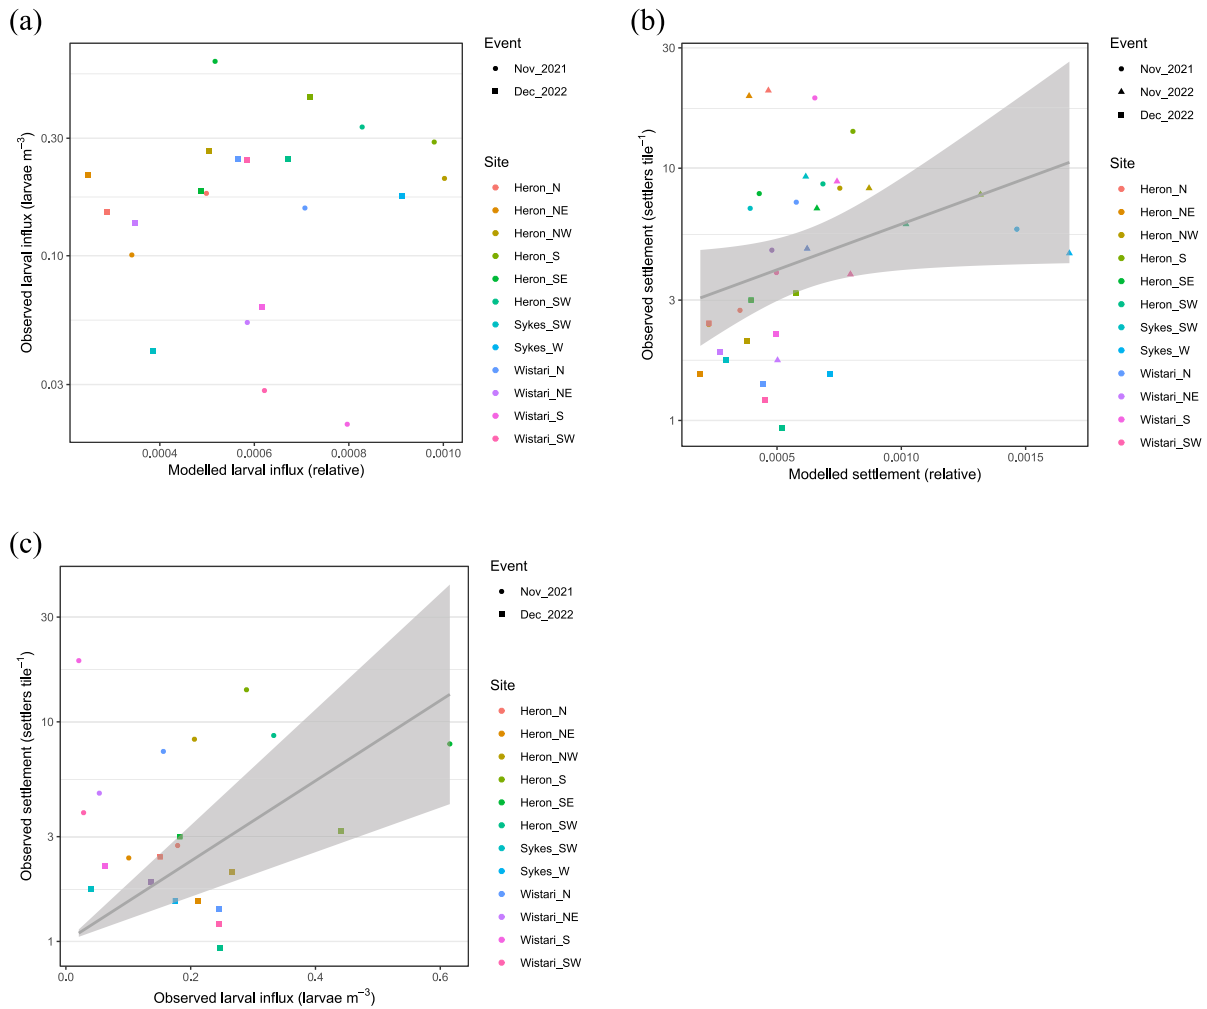 (a)
Observed larval influx (larvae m⁻³)
0.30
0.10
0.03
0.0004
0.0006
0.0008
0.0010
Modelled larval influx (relative)
Event
Nov_2021
Dec_2022
Site
Heron_N
Heron_NE
Heron_NW
Heron_S
Heron_SE
Heron_SW
Sykes_SW
Sykes_W
Wistari_N
Wistari_NE
Wistari_S
Wistari_SW
(b)
Observed settlement (settlers tile⁻¹)
30
10
3
1
0.0005
0.0010
0.0015
Modelled settlement (relative)
Event
Nov_2021
Nov_2022
Dec_2022
Site
Heron_N
Heron_NE
Heron_NW
Heron_S
Heron_SE
Heron_SW
Sykes_SW
Sykes_W
Wistari_N
Wistari_NE
Wistari_S
Wistari_SW
(c)
Observed settlement (settlers tile⁻¹)
30
10
3
1
0.0
0.2
0.4
0.6
Observed larval influx (larvae m⁻³)
Event
Nov_2021
Dec_2022
Site
Heron_N
Heron_NE
Heron_NW
Heron_S
Heron_SE
Heron_SW
Sykes_SW
Sykes_W
Wistari_N
Wistari_NE
Wistari_S
Wistari_SW